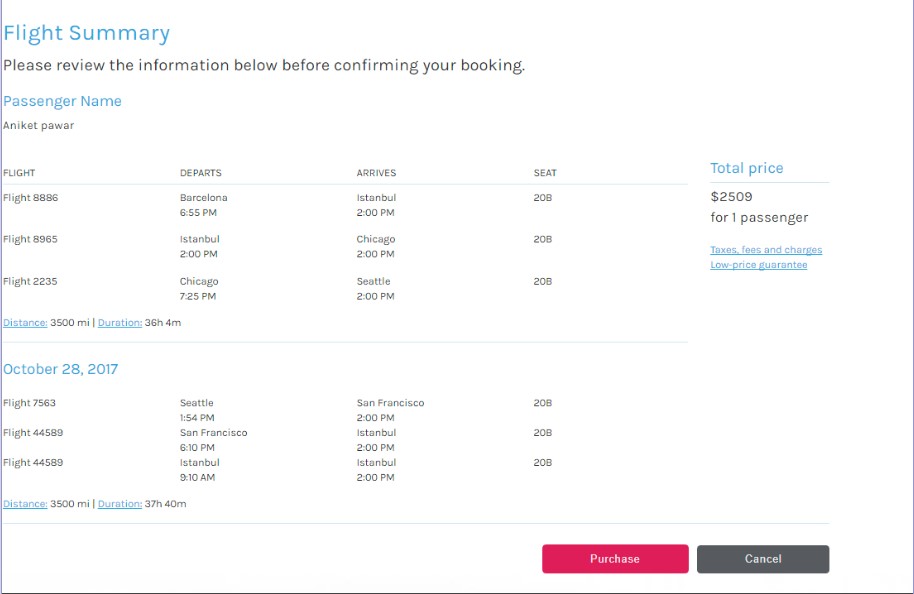 Flight Summary
Please review the information below before confirming your booking.
Passenger Name
Aniket pawar
FLIGHT DEPARTS ARRIVES SEAT
Flight 8886 Barcelona Istanbul 20B
6:55 PM 2:00 PM
Flight 8965 Istanbul Chicago 20B
2:00 PM 2:00 PM
Flight 2235 Chicago Seattle 20B
7:25 PM 2:00 PM
Distance: 3500 mi | Duration: 36h 4m
Total price
$2509
for 1 passenger
Taxes, fees and charges
Low-price guarantee
October 28, 2017
Flight 7563 Seattle San Francisco 20B
1:54 PM 2:00 PM
Flight 44589 San Francisco Istanbul 20B
6:10 PM 2:00 PM
Flight 44589 Istanbul Istanbul 20B
9:10 AM 2:00 PM
Distance: 3500 mi | Duration: 37h 40m
Purchase Cancel